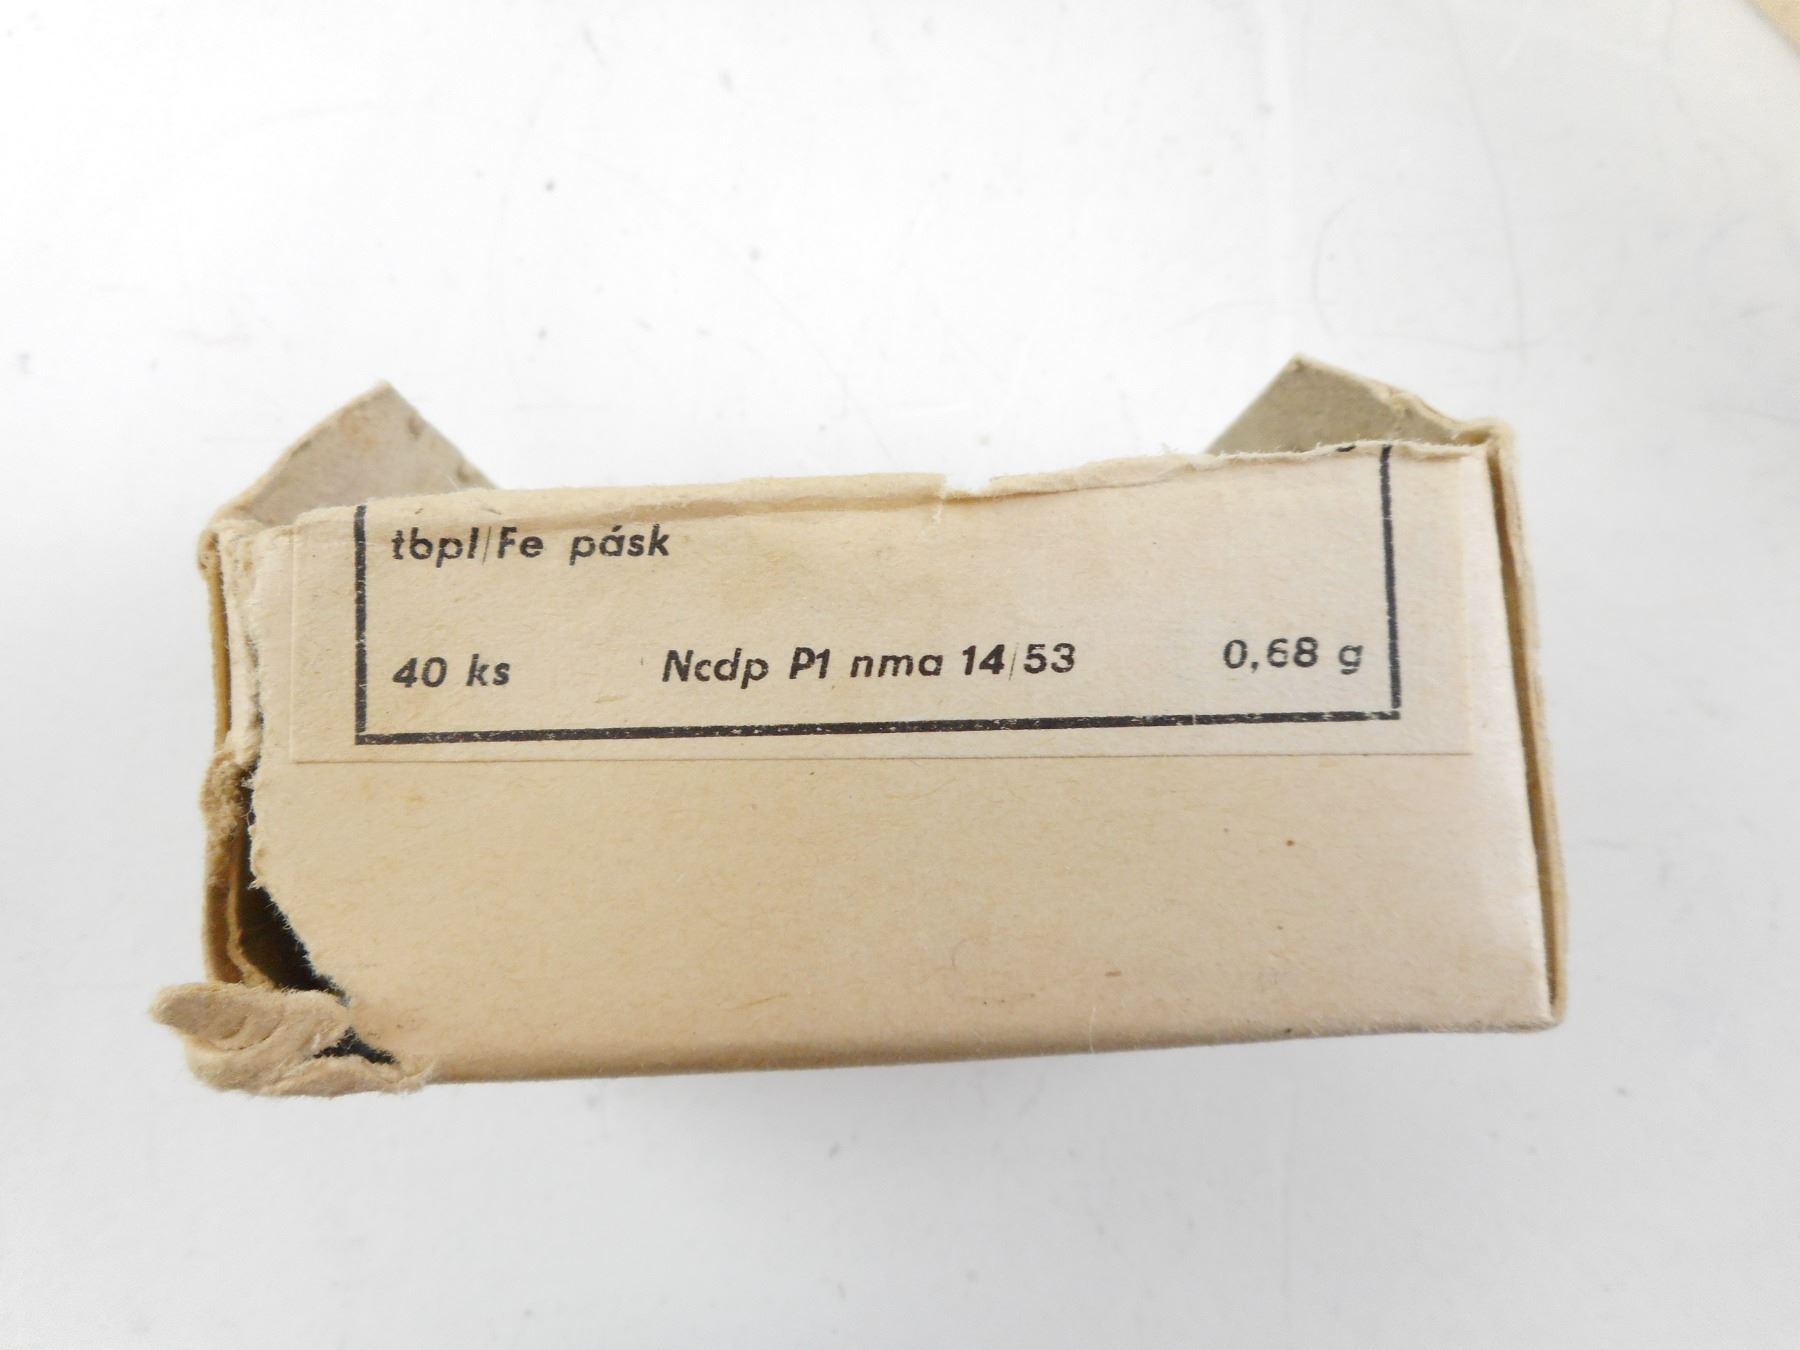 tbpl/Fe pásk
40 ks Ncdp P1 nma 14/53 0,68 g